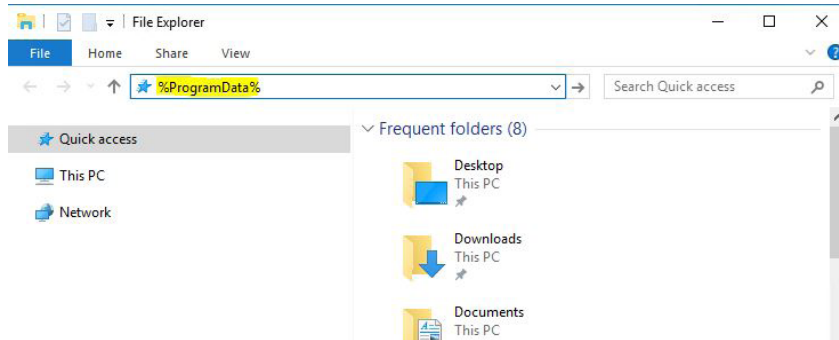 File Explorer
File Home Share View
%ProgramData% Search Quick access
Quick access
This PC
Network
Frequent folders (8)
Desktop
This PC
Downloads
This PC
Documents
This PC